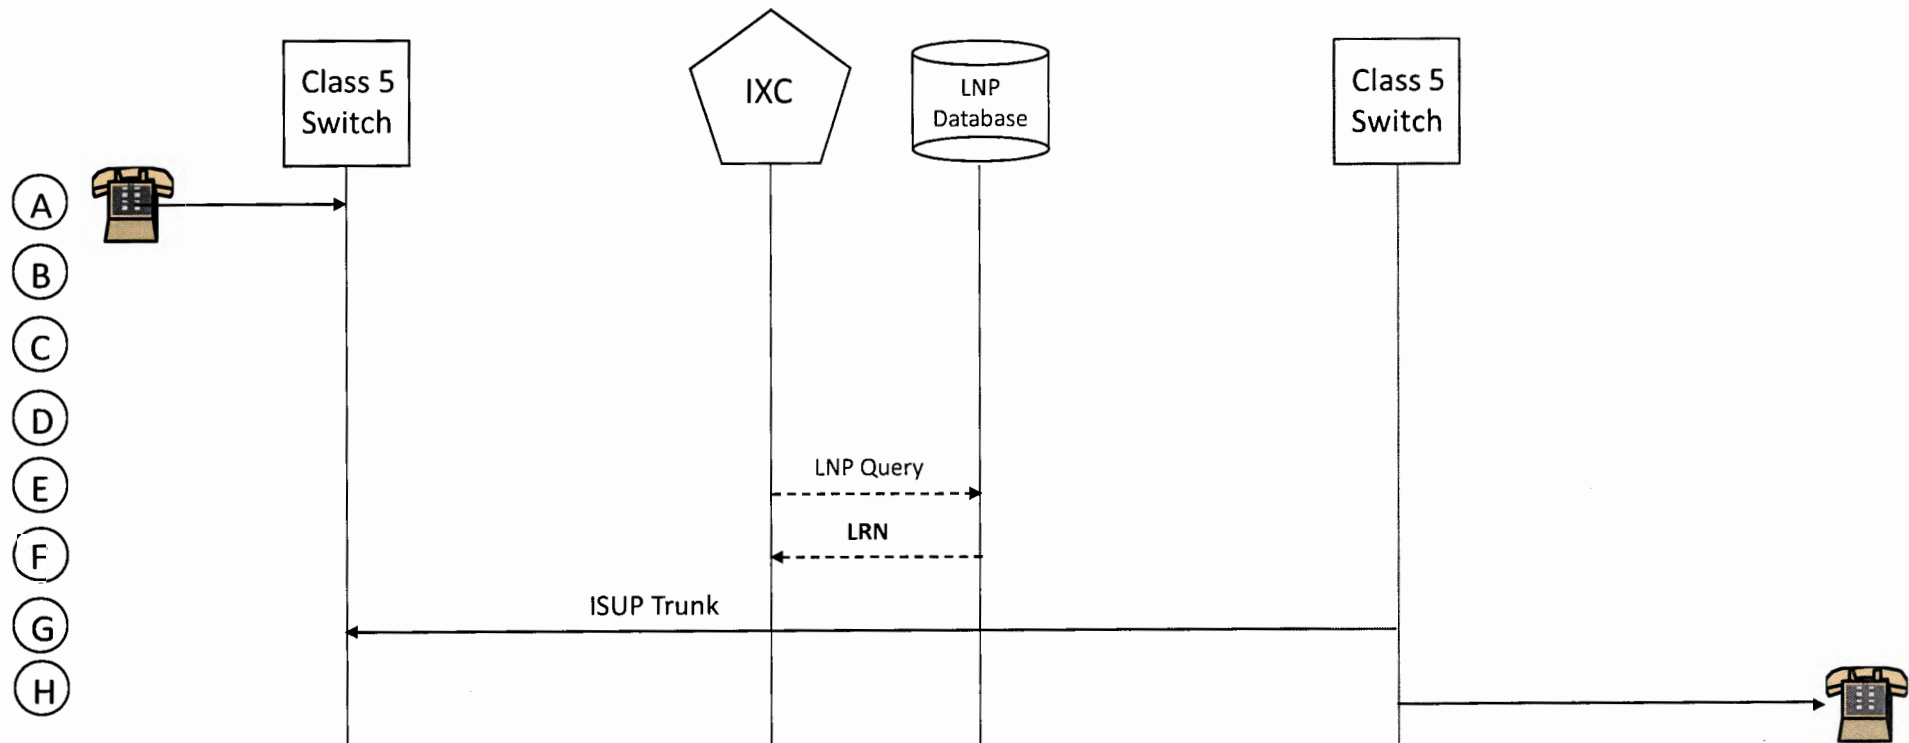 Class 5
Switch
IXC
LNP
Database
Class 5
Switch
A
B
C
D
E
LNP Query
F
LRN
G
ISUP Trunk
H